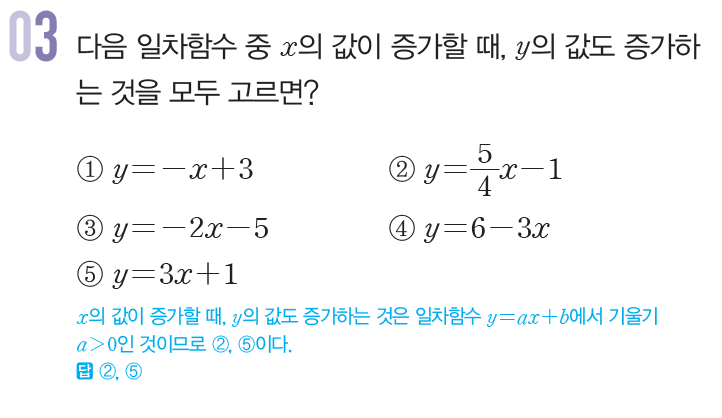 03 다음 일차함수 중 x의 값이 증가할 때, y의 값도 증가하
는 것을 모두 고르면?
① y=-x+3 ② y=5/4x-1
③ y=-2x-5 ④ y=6-3x
⑤ y=3x+1
x의 값이 증가할 때, y의 값도 증가하는 것은 일차함수 y=ax+b에서 기울기
a>0인 것이므로 ②, ⑤이다.
답 ②, ⑤